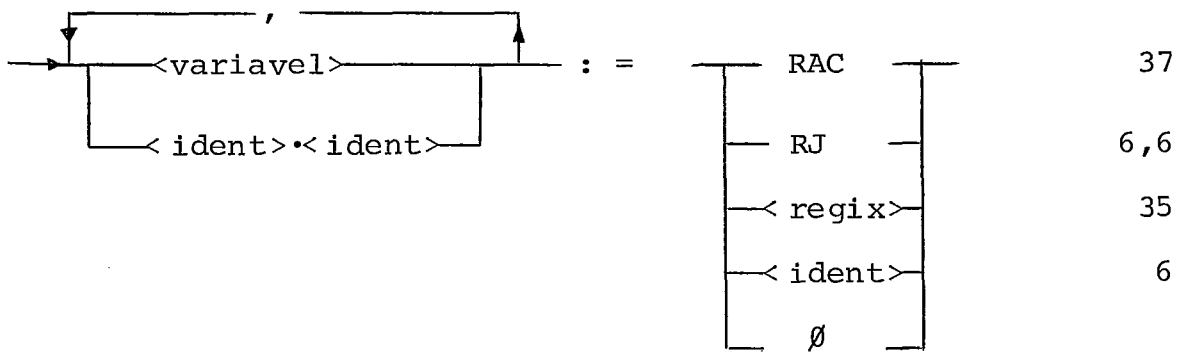 ,
<variavel> : = RAC 37
<ident>•<ident> RJ 6,6
<regix> 35
<ident> 6
Ø